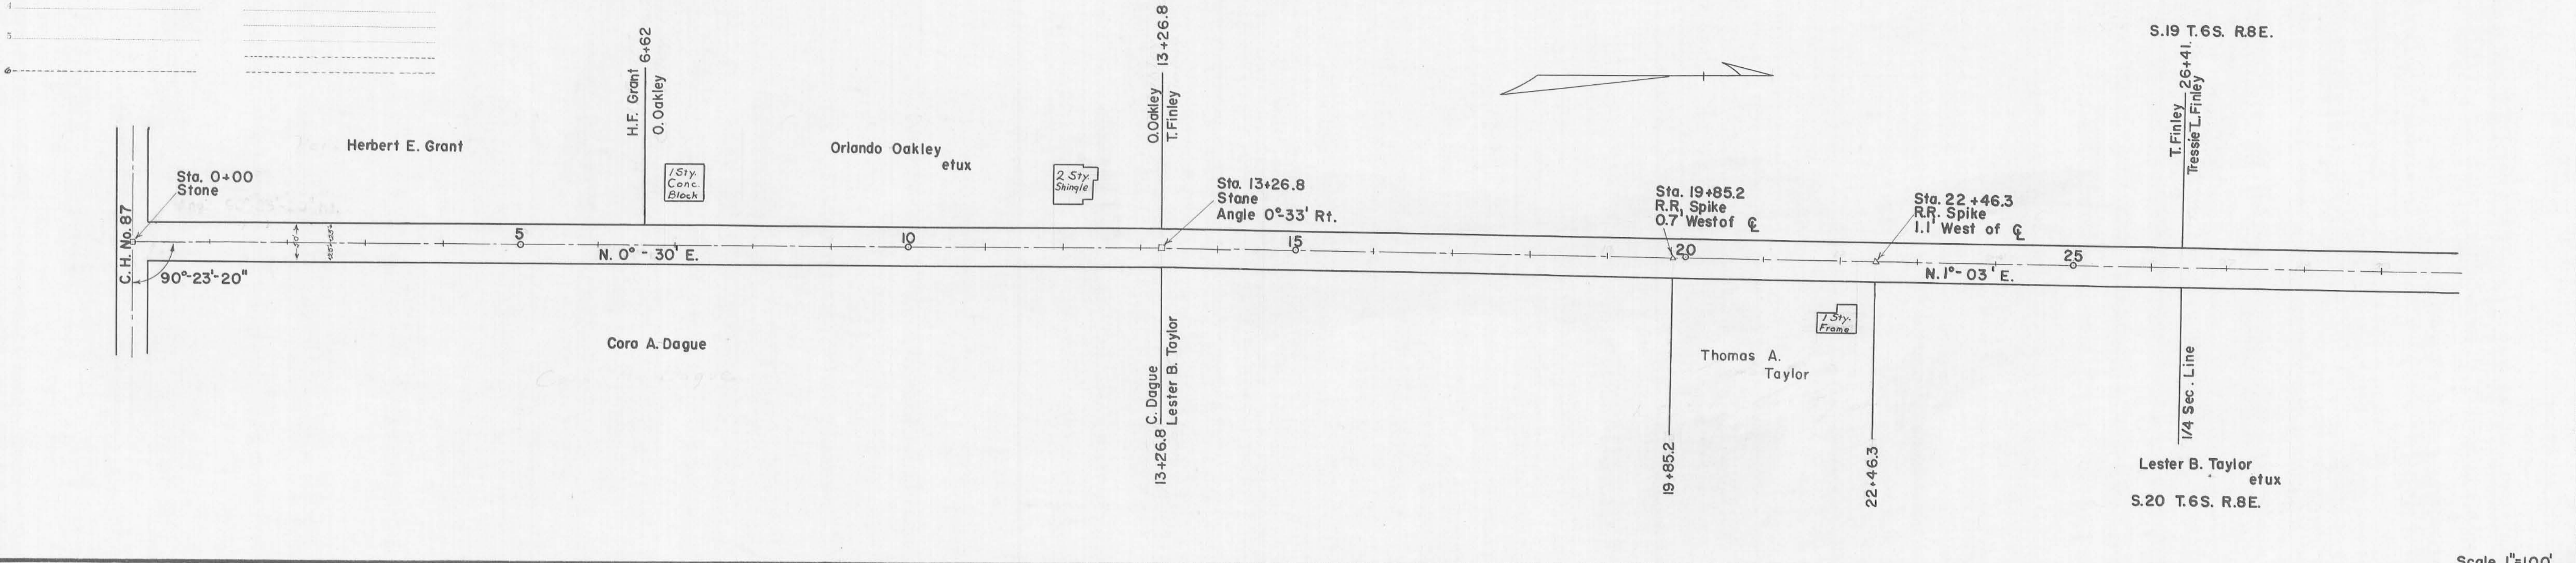 4
5
6
S.19 T.6S. R.8E.
H.F. Grant 6+62
O. Oakley
O. Oakley 13+26.8
T. Finley
T. Finley 26+41.
Tressie L. Finley
Herbert E. Grant
Orlando Oakley
etux
Sta. 0+00
Stone
1 Sty.
Conc.
Block
2 Sty.
Shingle
Sta. 13+26.8
Stone
Angle 0°-33' Rt.
Sta. 19+85.2
R.R. Spike
0.7' West of ℄
Sta. 22+46.3
R.R. Spike
1.1' West of ℄
C. H. No. 87
5
10
15
20
25
N. 0°-30' E.
N. 1°-03' E.
90°-23'-20"
1 Sty.
Frame
Cora A. Dague
13+26.8 C. Dague
Lester B. Taylor
Thomas A.
Taylor
19+85.2
22+46.3
1/4 Sec. Line
Lester B. Taylor
etux
S.20 T.6S. R.8E.
Scale 1"=100'